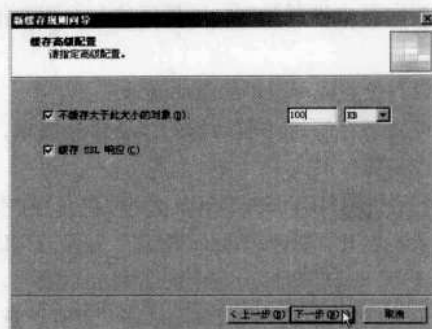 新缓存规则向导
缓存高级配置
请指定高级配置。
不缓存大于此大小的对象(D) 100 KB
缓存 SSL 响应(C)
<上一步(B) 下一步(N)> 取消